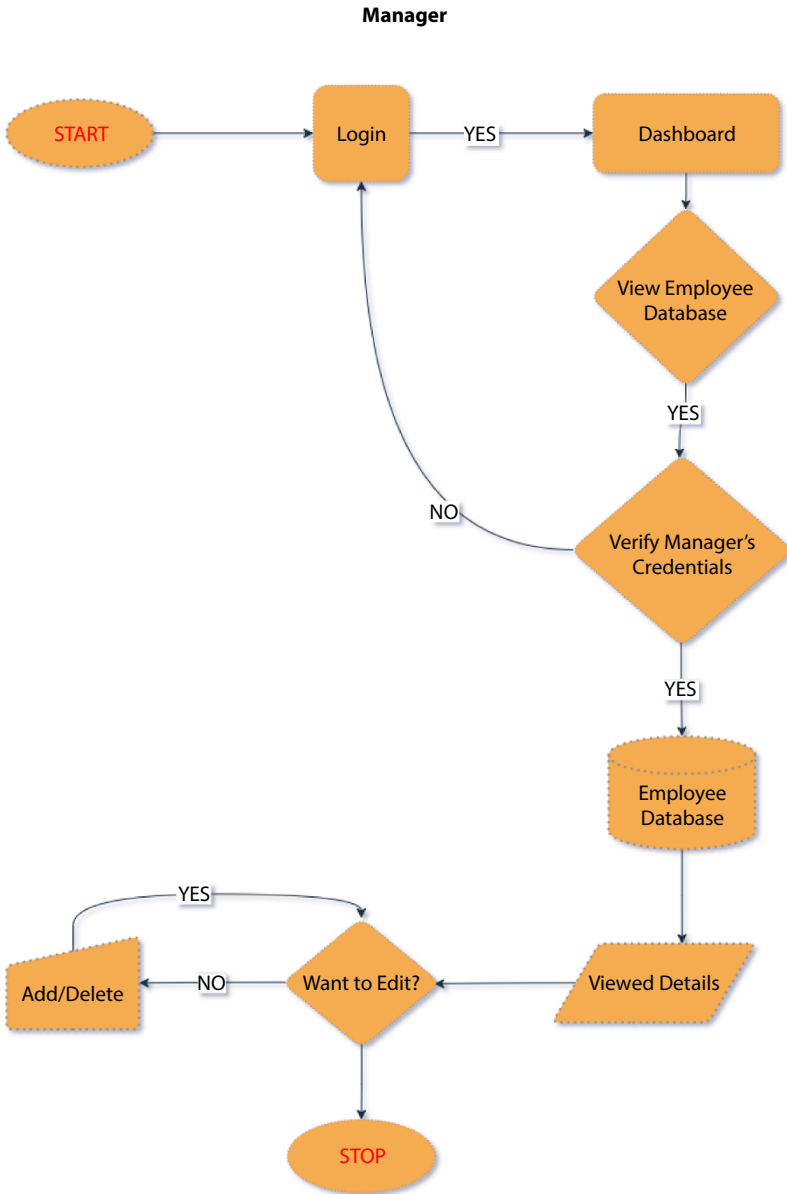 Manager
START
Login
YES
Dashboard
View Employee
Database
YES
NO
Verify Manager’s
Credentials
YES
Employee
Database
YES
Add/Delete
NO
Want to Edit?
Viewed Details
STOP